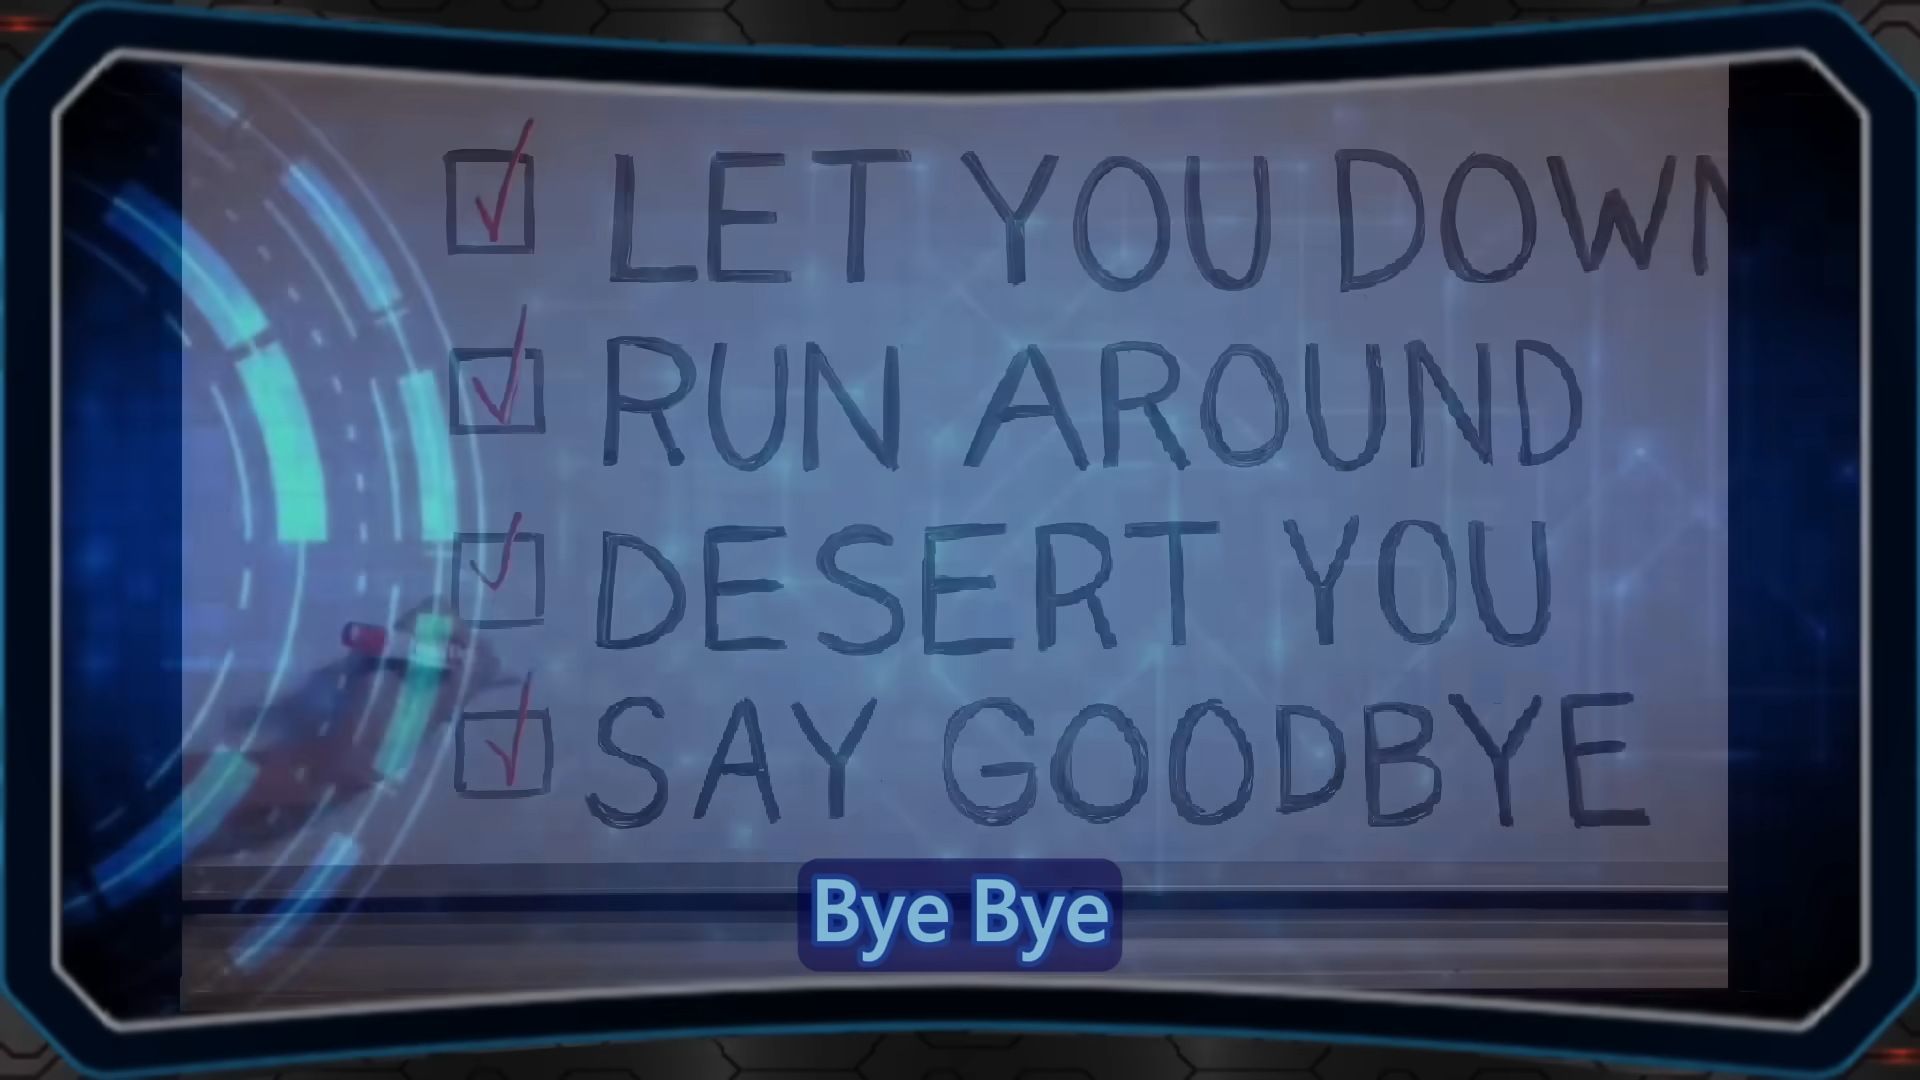 LET YOU DOWN
RUN AROUND
DESERT YOU
SAY GOODBYE
Bye Bye